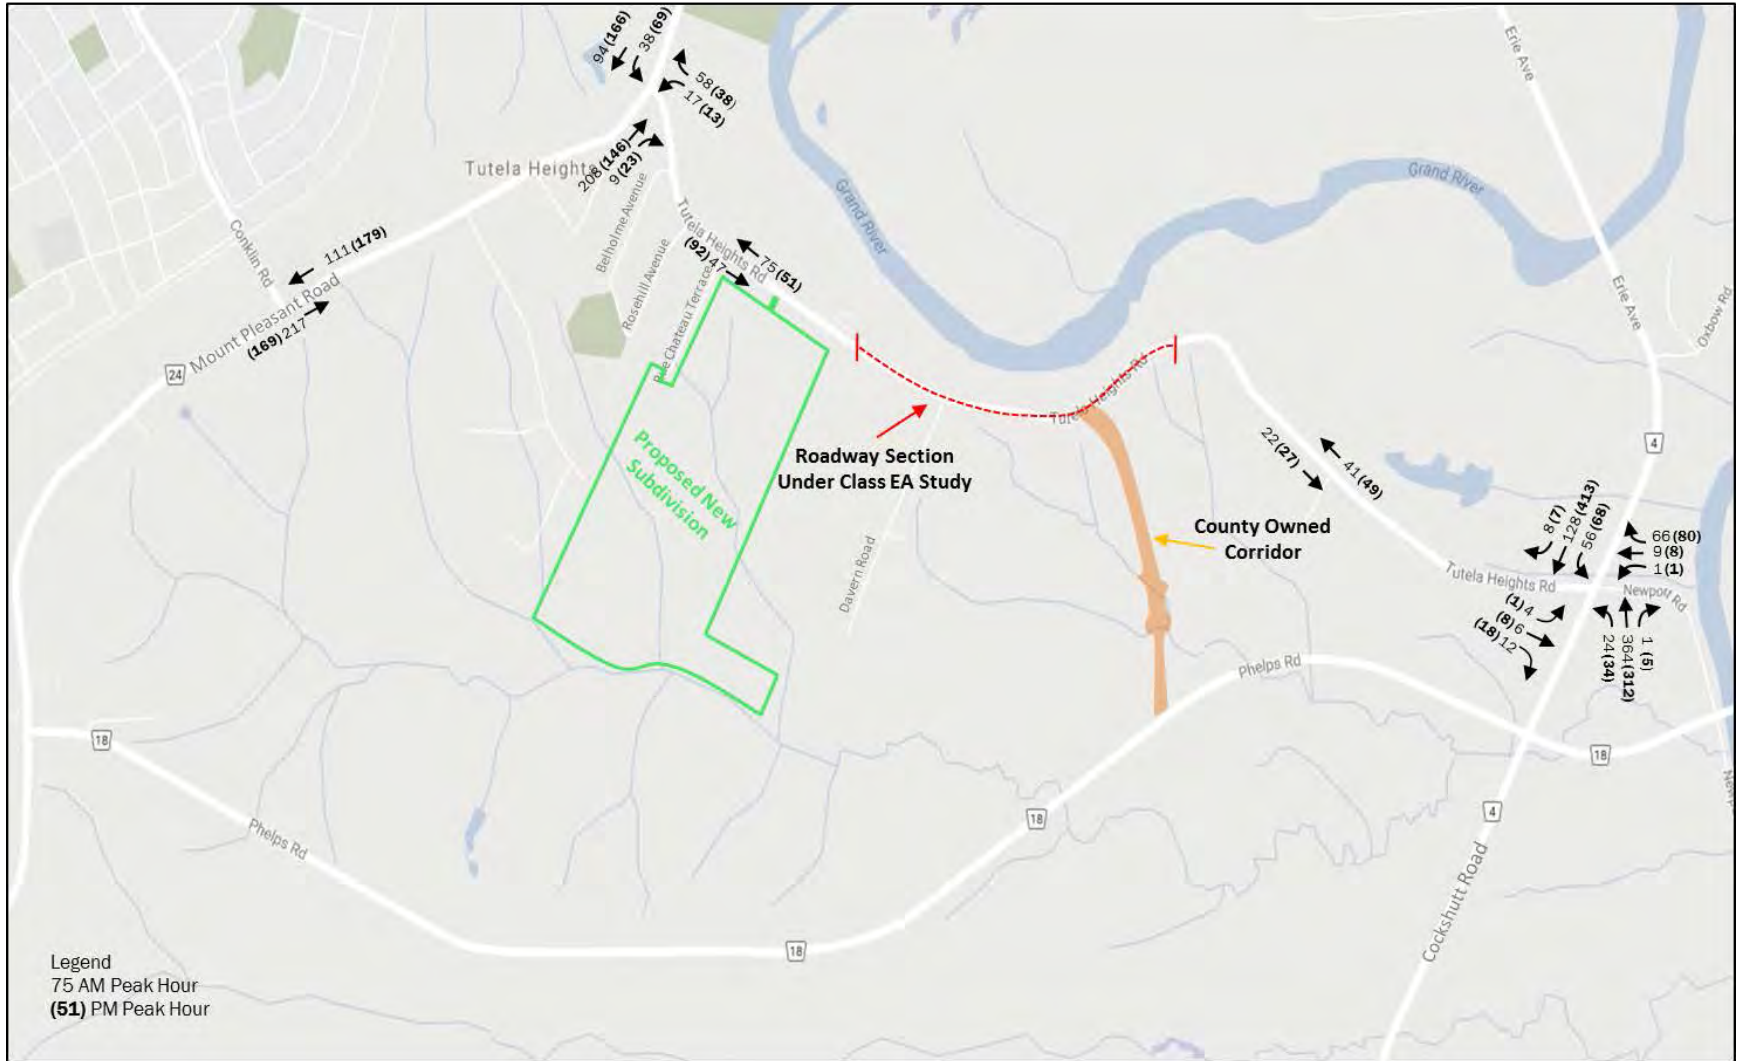 94 (166)
38 (69)
58 (38)
17 (13)
208 (146)
9 (23)
Erie Ave
Tutela Heights
Grand River
Grand River
Conklin Rd
Belholme Avenue
Tutela Heights Rd
Rosehill Avenue
Rue Chateau Terrace
111 (179)
(92) 47
75 (51)
Mount Pleasant Road
(169) 217
24
Erie Ave
Oxbow Rd
Tutela Heights Rd
Roadway Section
Under Class EA Study
Proposed New
Subdivision
22 (27)
41 (49)
4
County Owned
Corridor
Davern Road
8 (7)
128 (413)
56 (68)
66 (80)
9 (8)
1 (1)
Tutela Heights Rd
Newport Rd
(1) 4
(8) 6
(18) 12
24 (34)
364 (312)
1 (5)
Phelps Rd
18
18
4
18
Phelps Rd
18
Cockshutt Road
Legend
75 AM Peak Hour
(51) PM Peak Hour